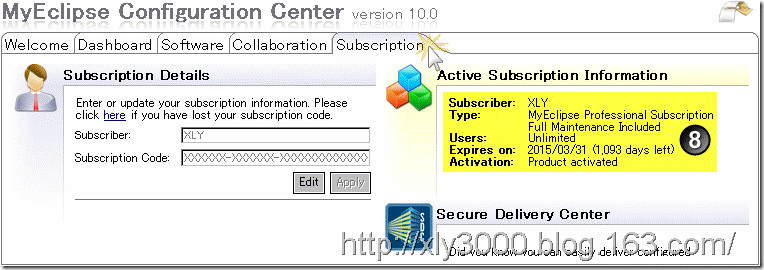 MyEclipse Configuration Center version 10.0
Welcome Dashboard Software Collaboration Subscription
Subscription Details
Enter or update your subscription information. Please
click here if you have lost your subscription code.
Subscriber: XLY
Subscription Code: XXXXXX-XXXXXX-XXXXXXXXXXXXX
Edit Apply
Active Subscription Information
Subscriber: XLY
Type: MyEclipse Professional Subscription
Full Maintenance Included
Users: Unlimited
Expires on: 2015/03/31 (1,093 days left)
Activation: Product activated
8
SDC
Secure Delivery Center
http://xly3000.blog.163.com/
Did you know you can easily deliver configured